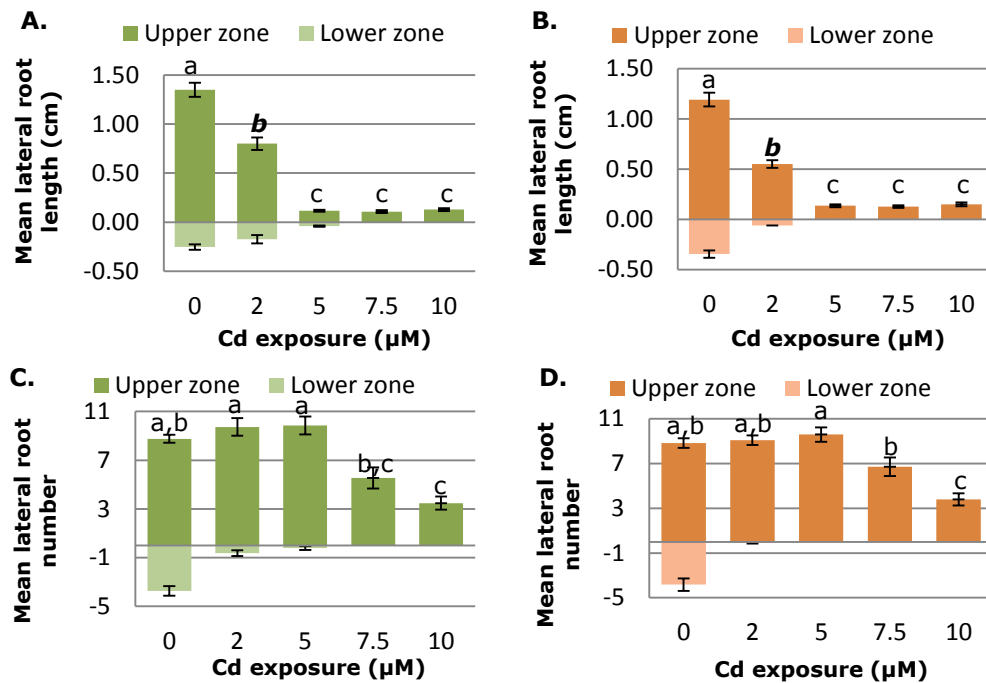 A.
Upper zone Lower zone
Mean lateral root length (cm)
1.50
1.00
0.50
0.00
-0.50
a
b
c
c
c
0 2 5 7.5 10
Cd exposure (µM)
B.
Upper zone Lower zone
Mean lateral root length (cm)
1.50
1.00
0.50
0.00
-0.50
a
b
c
c
c
0 2 5 7.5 10
Cd exposure (µM)
C.
Upper zone Lower zone
Mean lateral root number
11
7
3
-1
-5
a,b
a
a
b,c
c
0 2 5 7.5 10
Cd exposure (µM)
D.
Upper zone Lower zone
Mean lateral root number
11
7
3
-1
-5
a,b
a,b
a
b
c
0 2 5 7.5 10
Cd exposure (µM)